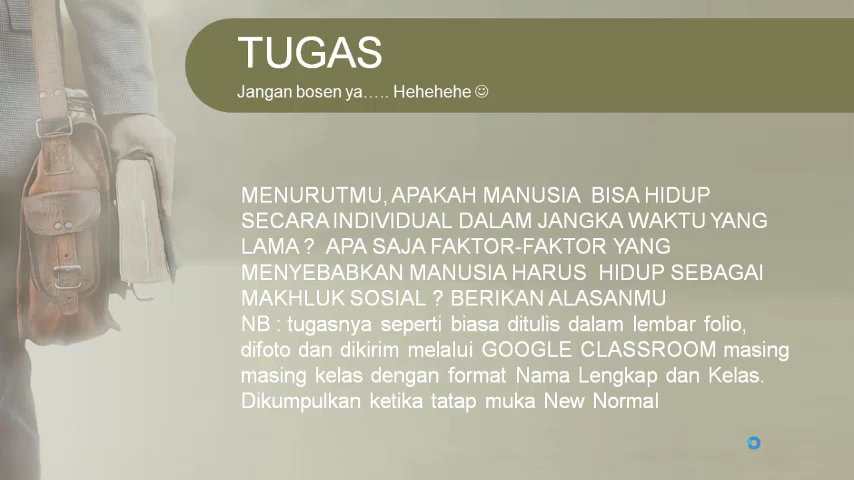 TUGAS
Jangan bosen ya….. Hehehehe ☺
MENURUTMU, APAKAH MANUSIA BISA HIDUP
SECARA INDIVIDUAL DALAM JANGKA WAKTU YANG
LAMA ? APA SAJA FAKTOR-FAKTOR YANG
MENYEBABKAN MANUSIA HARUS HIDUP SEBAGAI
MAKHLUK SOSIAL ? BERIKAN ALASANMU
NB : tugasnya seperti biasa ditulis dalam lembar folio,
difoto dan dikirim melalui GOOGLE CLASSROOM masing
masing kelas dengan format Nama Lengkap dan Kelas.
Dikumpulkan ketika tatap muka New Normal